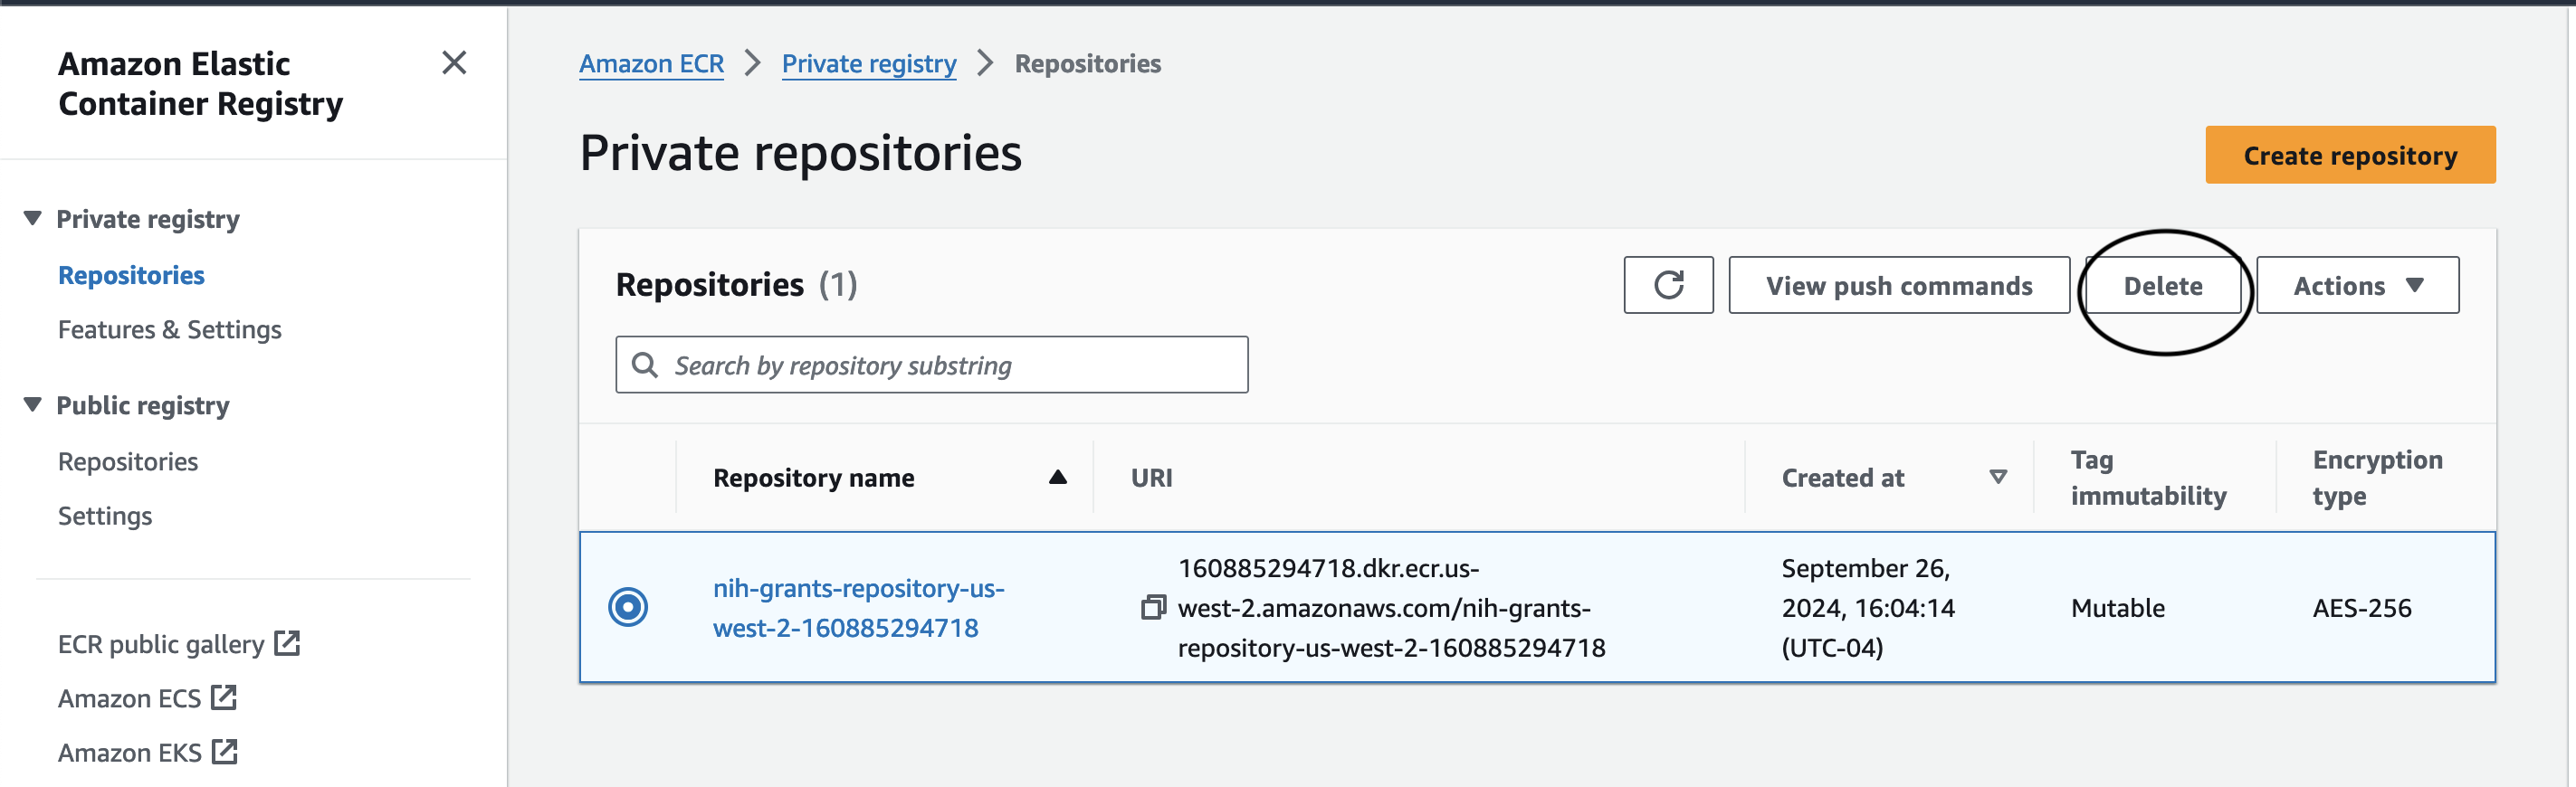 Amazon Elastic
Container Registry
Private registry
Repositories
Features & Settings
Public registry
Repositories
Settings
ECR public gallery
Amazon ECS
Amazon EKS
Amazon ECR > Private registry > Repositories
Private repositories
Create repository
Repositories (1)
View push commands
Delete
Actions
Search by repository substring
Repository name
URI
Created at
Tag
immutability
Encryption
type
nih-grants-repository-us-
west-2-160885294718
160885294718.dkr.ecr.us-
west-2.amazonaws.com/nih-grants-
repository-us-west-2-160885294718
September 26,
2024, 16:04:14
(UTC-04)
Mutable
AES-256